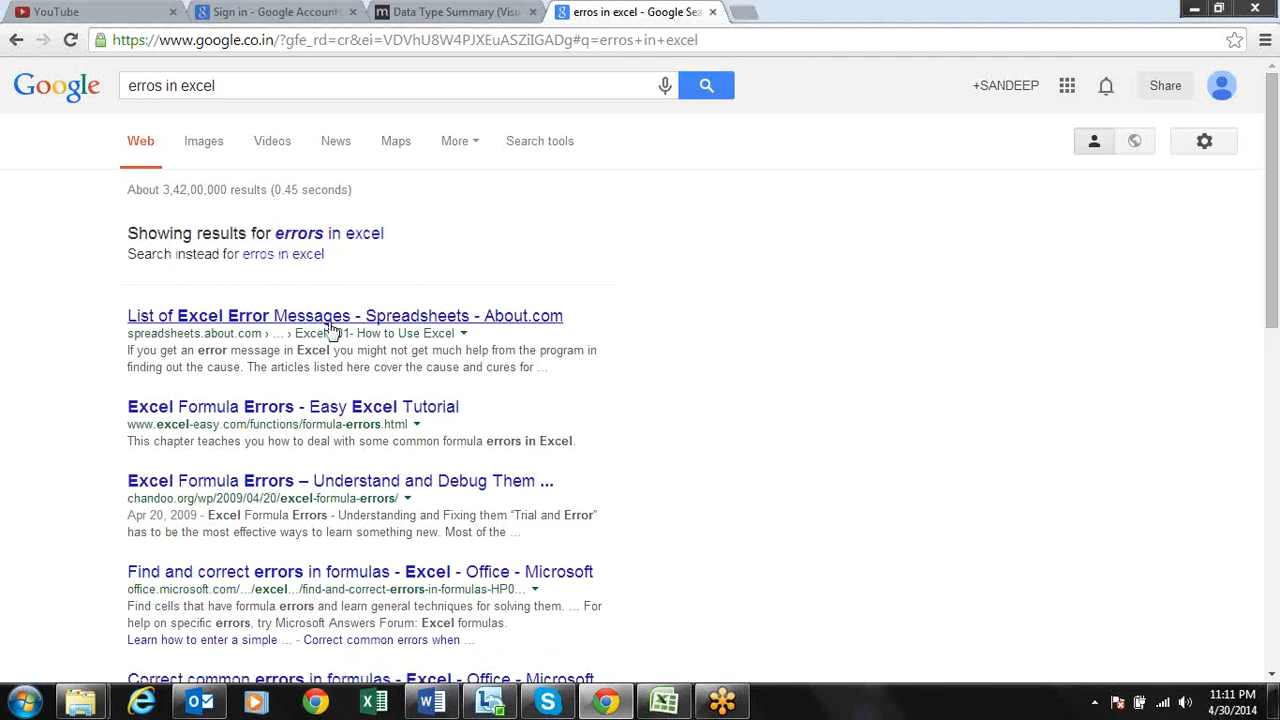 YouTube
Sign in - Google Account
Data Type Summary (Visu
erros in excel - Google Sea
https://www.google.co.in/?gfe_rd=cr&ei=VDVhU8W4PJXEuASZiIGADg#q=erros+in+excel
Google
erros in excel
+SANDEEP
Share
Web Images Videos News Maps More Search tools
About 3,42,00,000 results (0.45 seconds)
Showing results for errors in excel
Search instead for erros in excel
List of Excel Error Messages - Spreadsheets - About.com
spreadsheets.about.com › ... › Excel 101- How to Use Excel
If you get an error message in Excel you might not get much help from the program in
finding out the cause. The articles listed here cover the cause and cures for ...
Excel Formula Errors - Easy Excel Tutorial
www.excel-easy.com/functions/formula-errors.html
This chapter teaches you how to deal with some common formula errors in Excel.
Excel Formula Errors – Understand and Debug Them ...
chandoo.org/wp/2009/04/20/excel-formula-errors/
Apr 20, 2009 - Excel Formula Errors - Understanding and Fixing them “Trial and Error”
has to be the most effective ways to learn something new. Most of the ...
Find and correct errors in formulas - Excel - Office - Microsoft
office.microsoft.com/.../excel.../find-and-correct-errors-in-formulas-HP0...
Find cells that have formula errors and learn general techniques for solving them. ... For
help on specific errors, try Microsoft Answers Forum: Excel formulas.
Learn how to enter a simple ... - Correct common errors when ...
Correct common errors in formulas - Excel - Office - Microsoft
11:11 PM
4/30/2014